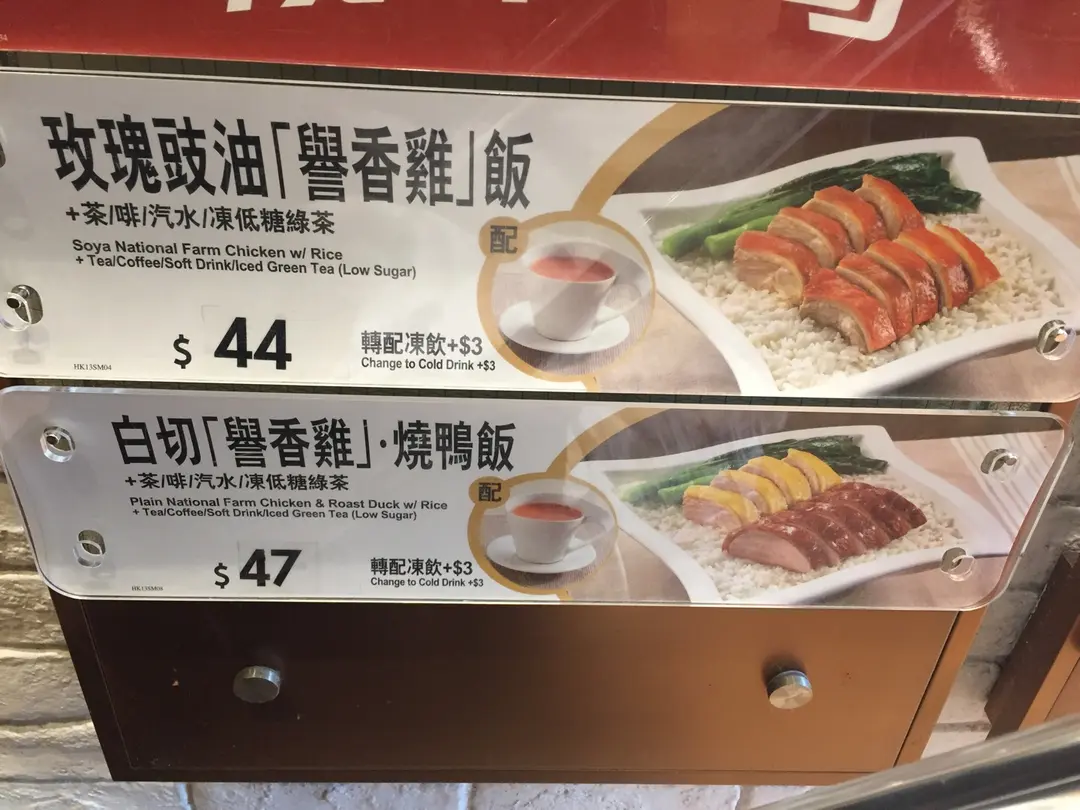 玫瑰豉油「譽香雞」飯
+茶/啡/汽水/凍低糖綠茶
Soya National Farm Chicken w/ Rice
+ Tea/Coffee/Soft Drink/Iced Green Tea (Low Sugar)
配
$ 44
轉配凍飲+$3
Change to Cold Drink +$3
HK13SM04
白切「譽香雞」·燒鴨飯
+茶/啡/汽水/凍低糖綠茶
Plain National Farm Chicken & Roast Duck w/ Rice
+ Tea/Coffee/Soft Drink/Iced Green Tea (Low Sugar)
配
$ 47
轉配凍飲+$3
Change to Cold Drink +$3